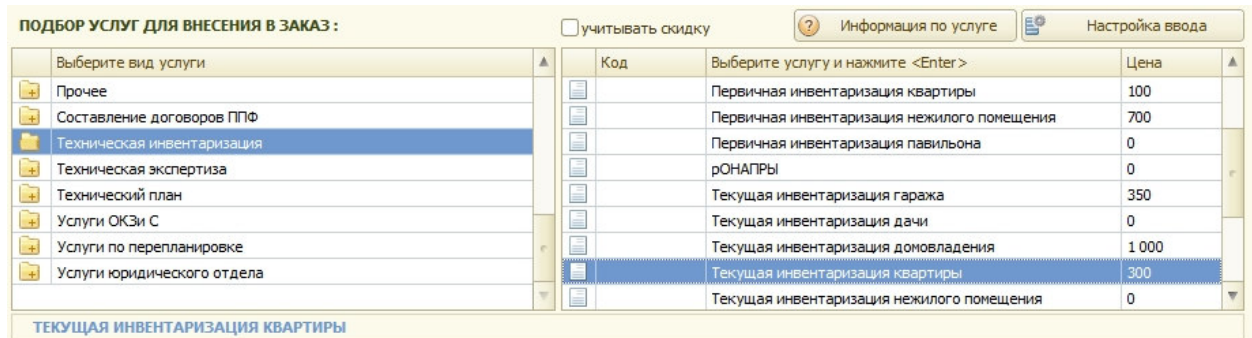 ПОДБОР УСЛУГ ДЛЯ ВНЕСЕНИЯ В ЗАКАЗ :
учитывать скидку
Информация по услуге
Настройка ввода
Выберите вид услуги
Прочее
Составление договоров ППФ
Техническая инвентаризация
Техническая экспертиза
Технический план
Услуги ОКЗи С
Услуги по перепланировке
Услуги юридического отдела
Код Выберите услугу и нажмите <Enter> Цена
Первичная инвентаризация квартиры 100
Первичная инвентаризация нежилого помещения 700
Первичная инвентаризация павильона 0
рОНАПРЫ 0
Текущая инвентаризация гаража 350
Текущая инвентаризация дачи 0
Текущая инвентаризация домовладения 1 000
Текущая инвентаризация квартиры 300
Текущая инвентаризация нежилого помещения 0
ТЕКУЩАЯ ИНВЕНТАРИЗАЦИЯ КВАРТИРЫ